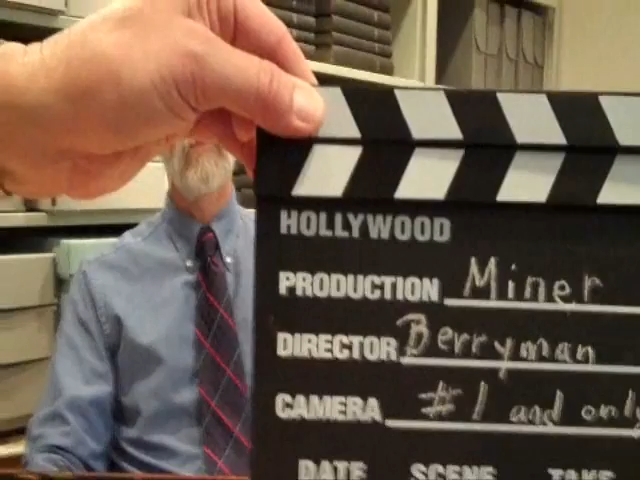 HOLLYWOOD
PRODUCTION Miner
DIRECTOR Berryman
CAMERA #1 and only
DATE SCENE TAKE